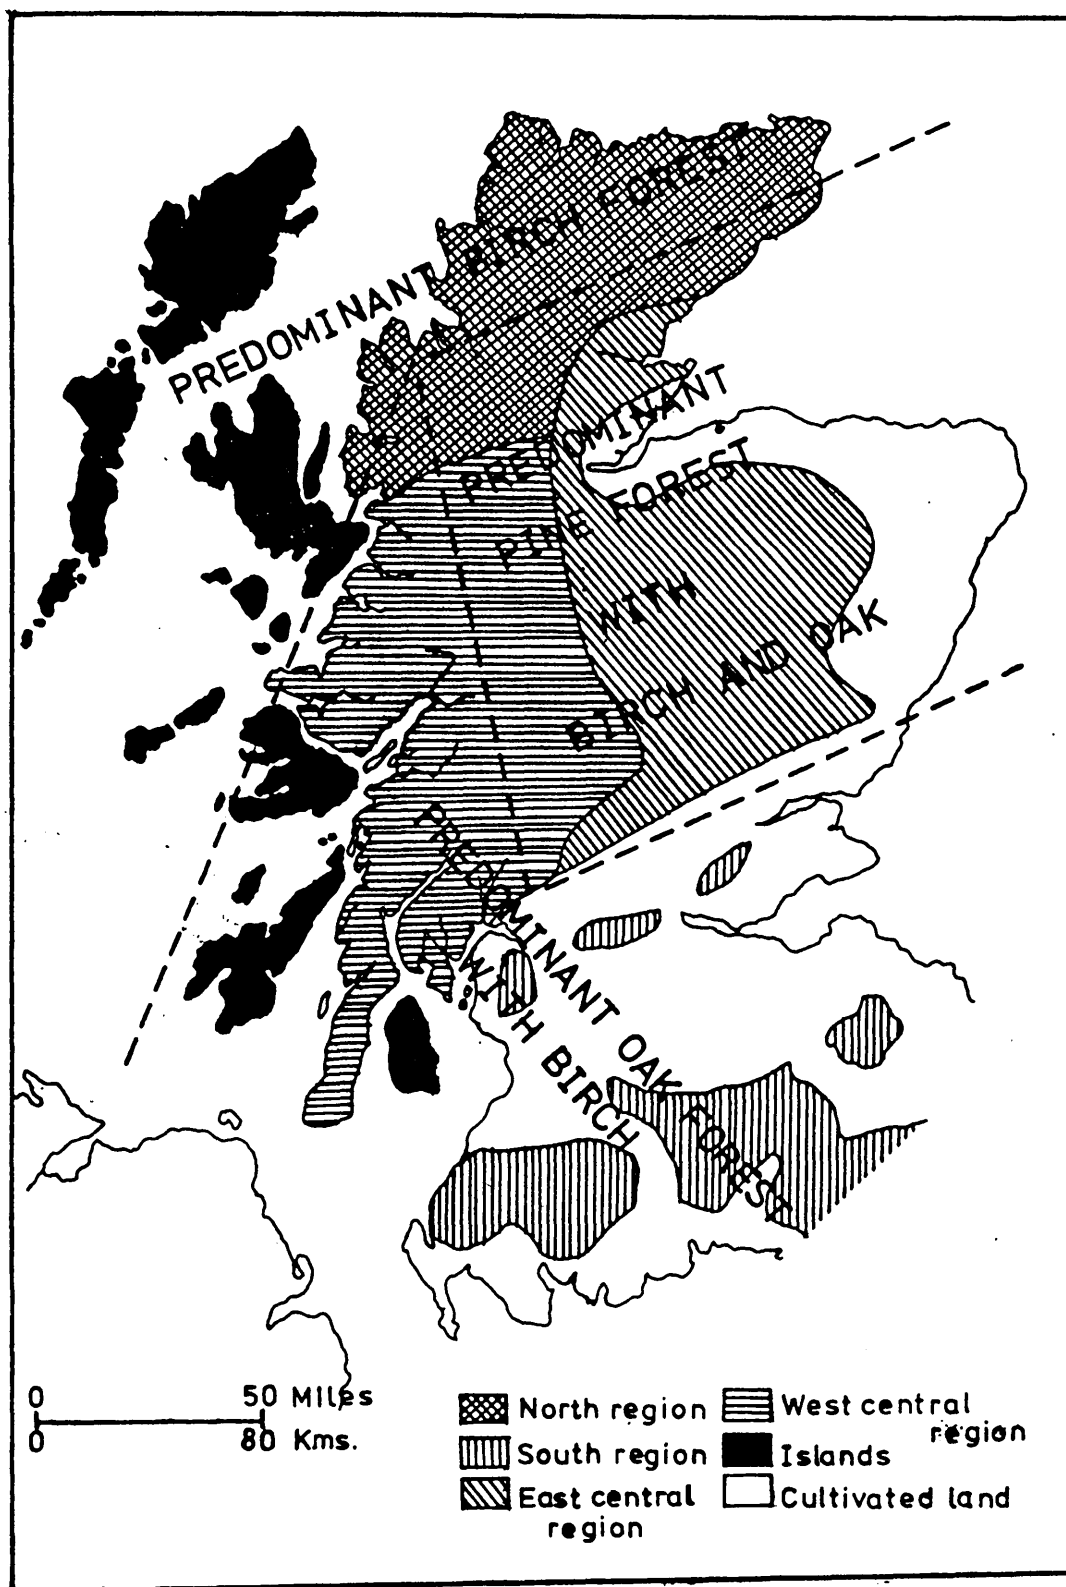 PREDOMINANT BIRCH FOREST
PREDOMINANT
PINE FOREST
WITH
BIRCH AND OAK
PREDOMINANT OAK FOREST
WITH BIRCH
0 50 Miles
0 80 Kms.
North region
South region
East central
region
West central
region
Islands
Cultivated land